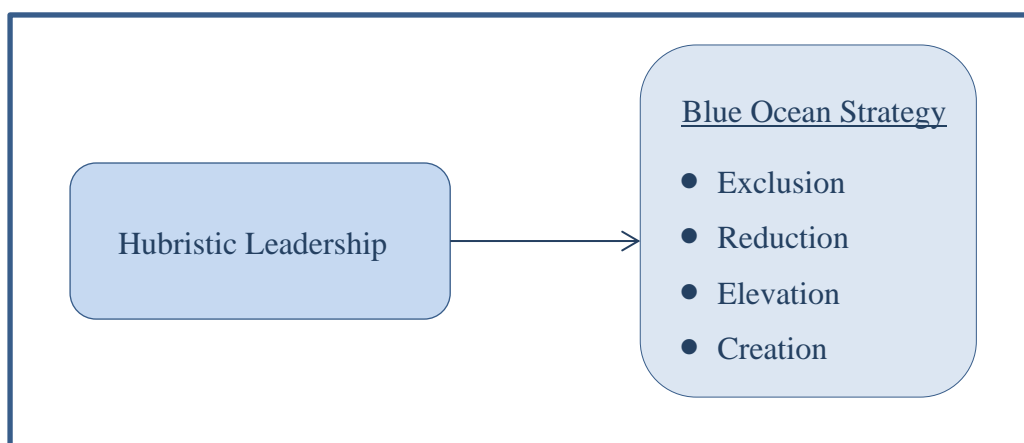 Blue Ocean Strategy
Hubristic Leadership
● Exclusion
● Reduction
● Elevation
● Creation